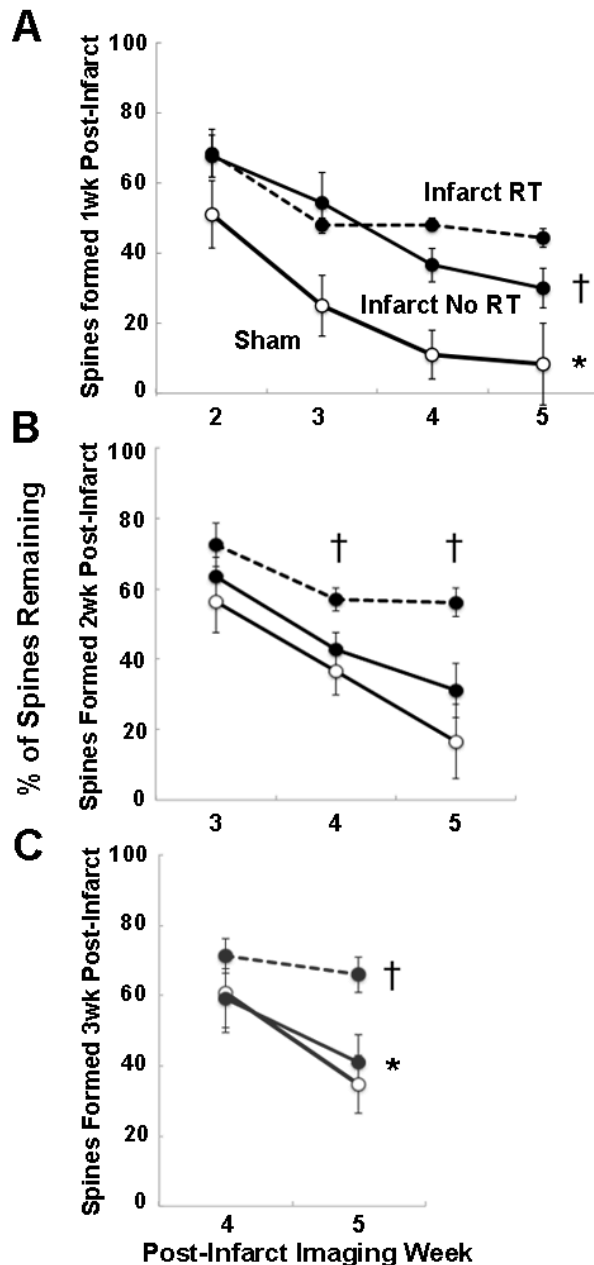 A
Spines formed 1wk Post-Infarct
100
80
60
40
20
0
Infarct RT
†
Infarct No RT
Sham
*
2 3 4 5
B
% of Spines Remaining
Spines Formed 2wk Post-Infarct
100
80
60
40
20
0
† †
3 4 5
C
Spines Formed 3wk Post-Infarct
100
80
60
40
20
0
†
*
4 5
Post-Infarct Imaging Week